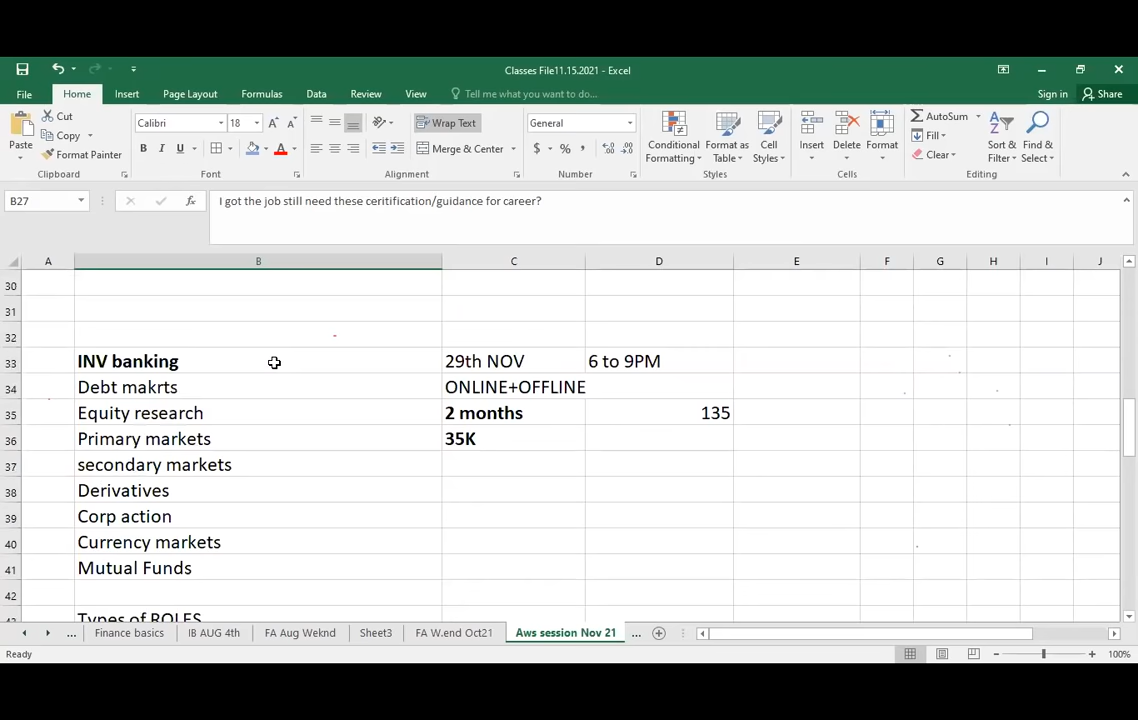 Classes File11.15.2021 - Excel
File Home Insert Page Layout Formulas Data Review View Tell me what you want to do... Sign in Share
Cut
Copy
Format Painter
Paste
Clipboard
Calibri 18
B I U
Font
Wrap Text
Merge & Center
Alignment
General
$ % ,
Number
Conditional Formatting
Format as Table
Cell Styles
Styles
Insert Delete Format
Cells
AutoSum
Fill
Clear
Sort & Filter
Find & Select
Editing
B27 fx I got the job still need these ceritification/guidance for career?
A B C D E F G H I J
30
31
32
33 INV banking 29th NOV 6 to 9PM
34 Debt makrts ONLINE+OFFLINE
35 Equity research 2 months 135
36 Primary markets 35K
37 secondary markets
38 Derivatives
39 Corp action
40 Currency markets
41 Mutual Funds
42
43 Types of ROLES
... Finance basics IB AUG 4th FA Aug Weknd Sheet3 FA W.end Oct21 Aws session Nov 21 ...
Ready 100%